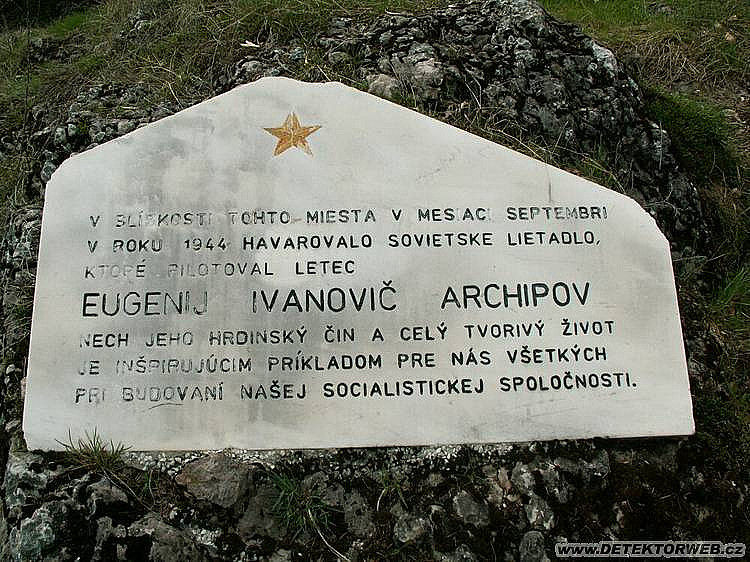 V BLÍZKOSTI TOHTO MIESTA V MESIACI SEPTEMBRI
V ROKU 1944 HAVAROVALO SOVIETSKE LIETADLO,
KTORÉ PILOTOVAL LETEC
EUGENIJ IVANOVIČ ARCHIPOV
NECH JEHO HRDINSKÝ ČIN A CELÝ TVORIVÝ ŽIVOT
JE INŠPIRUJÚCIM PRÍKLADOM PRE NÁS VŠETKÝCH
PRI BUDOVANÍ NAŠEJ SOCIALISTICKEJ SPOLOČNOSTI.
www.DETEKTORWEB.cz